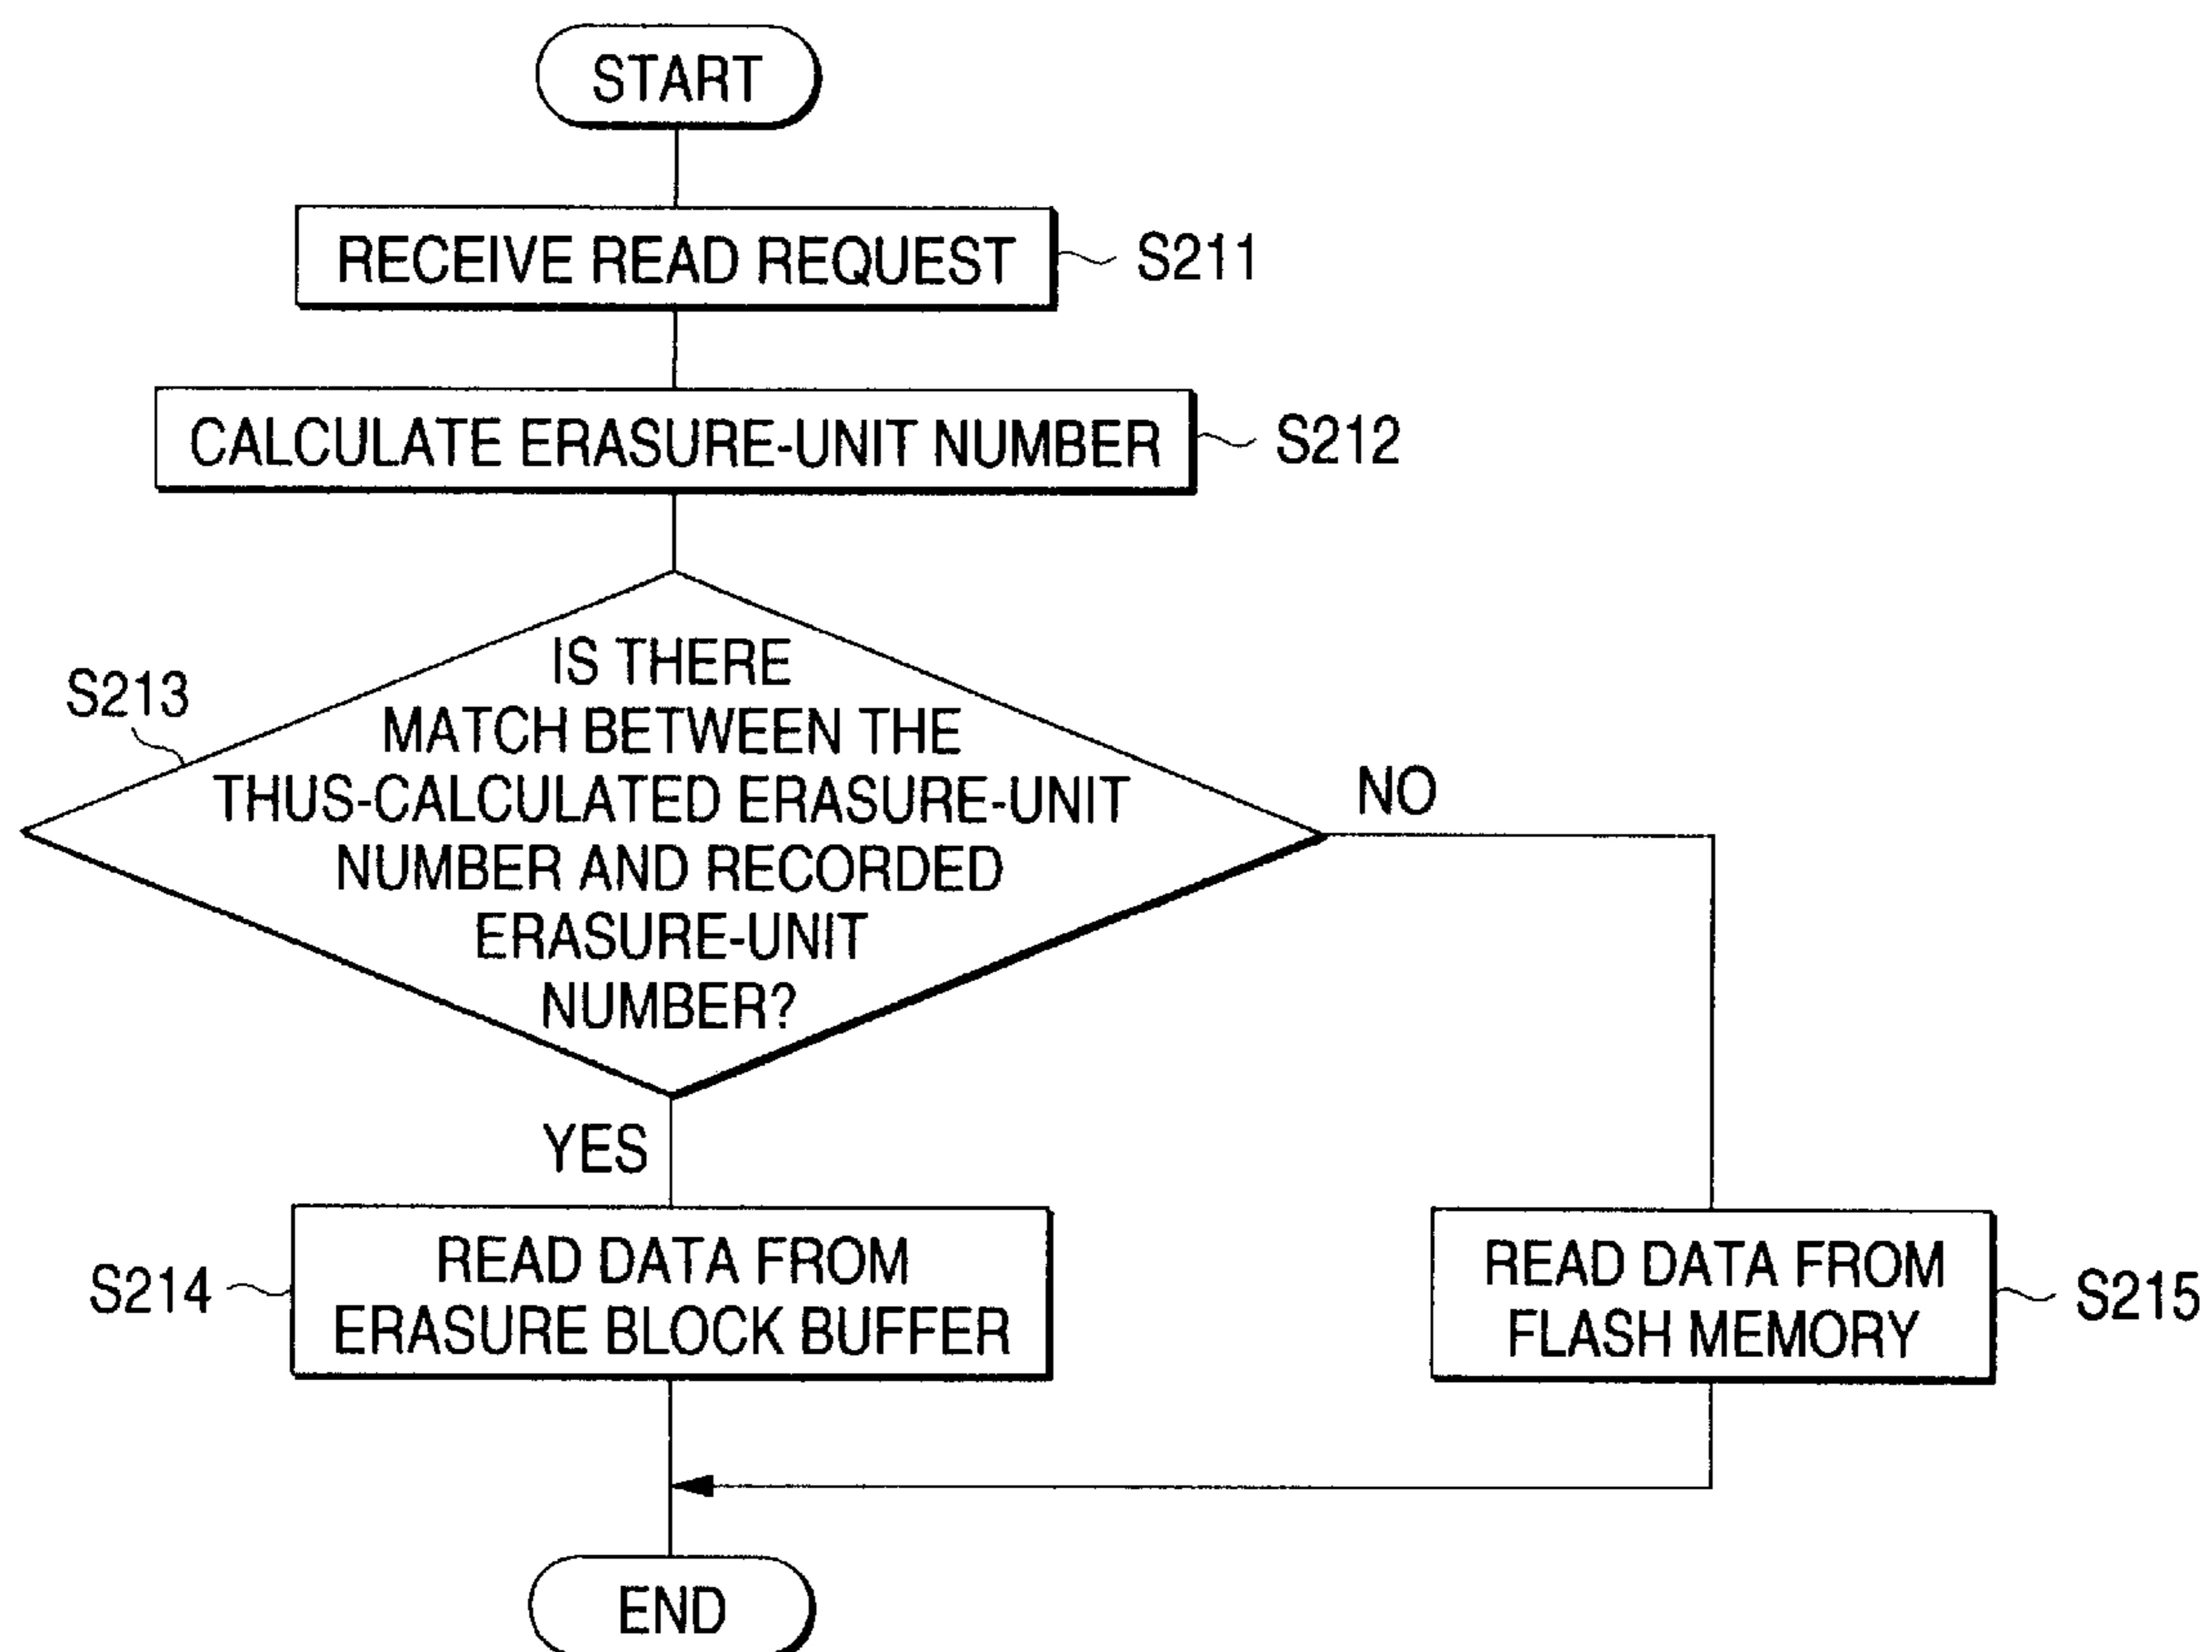 START
RECEIVE READ REQUEST
S211
CALCULATE ERASURE-UNIT NUMBER
S212
S213
IS THERE
MATCH BETWEEN THE
THUS-CALCULATED ERASURE-UNIT
NUMBER AND RECORDED
ERASURE-UNIT
NUMBER?
NO
YES
S214
READ DATA FROM
ERASURE BLOCK BUFFER
READ DATA FROM
FLASH MEMORY
S215
END